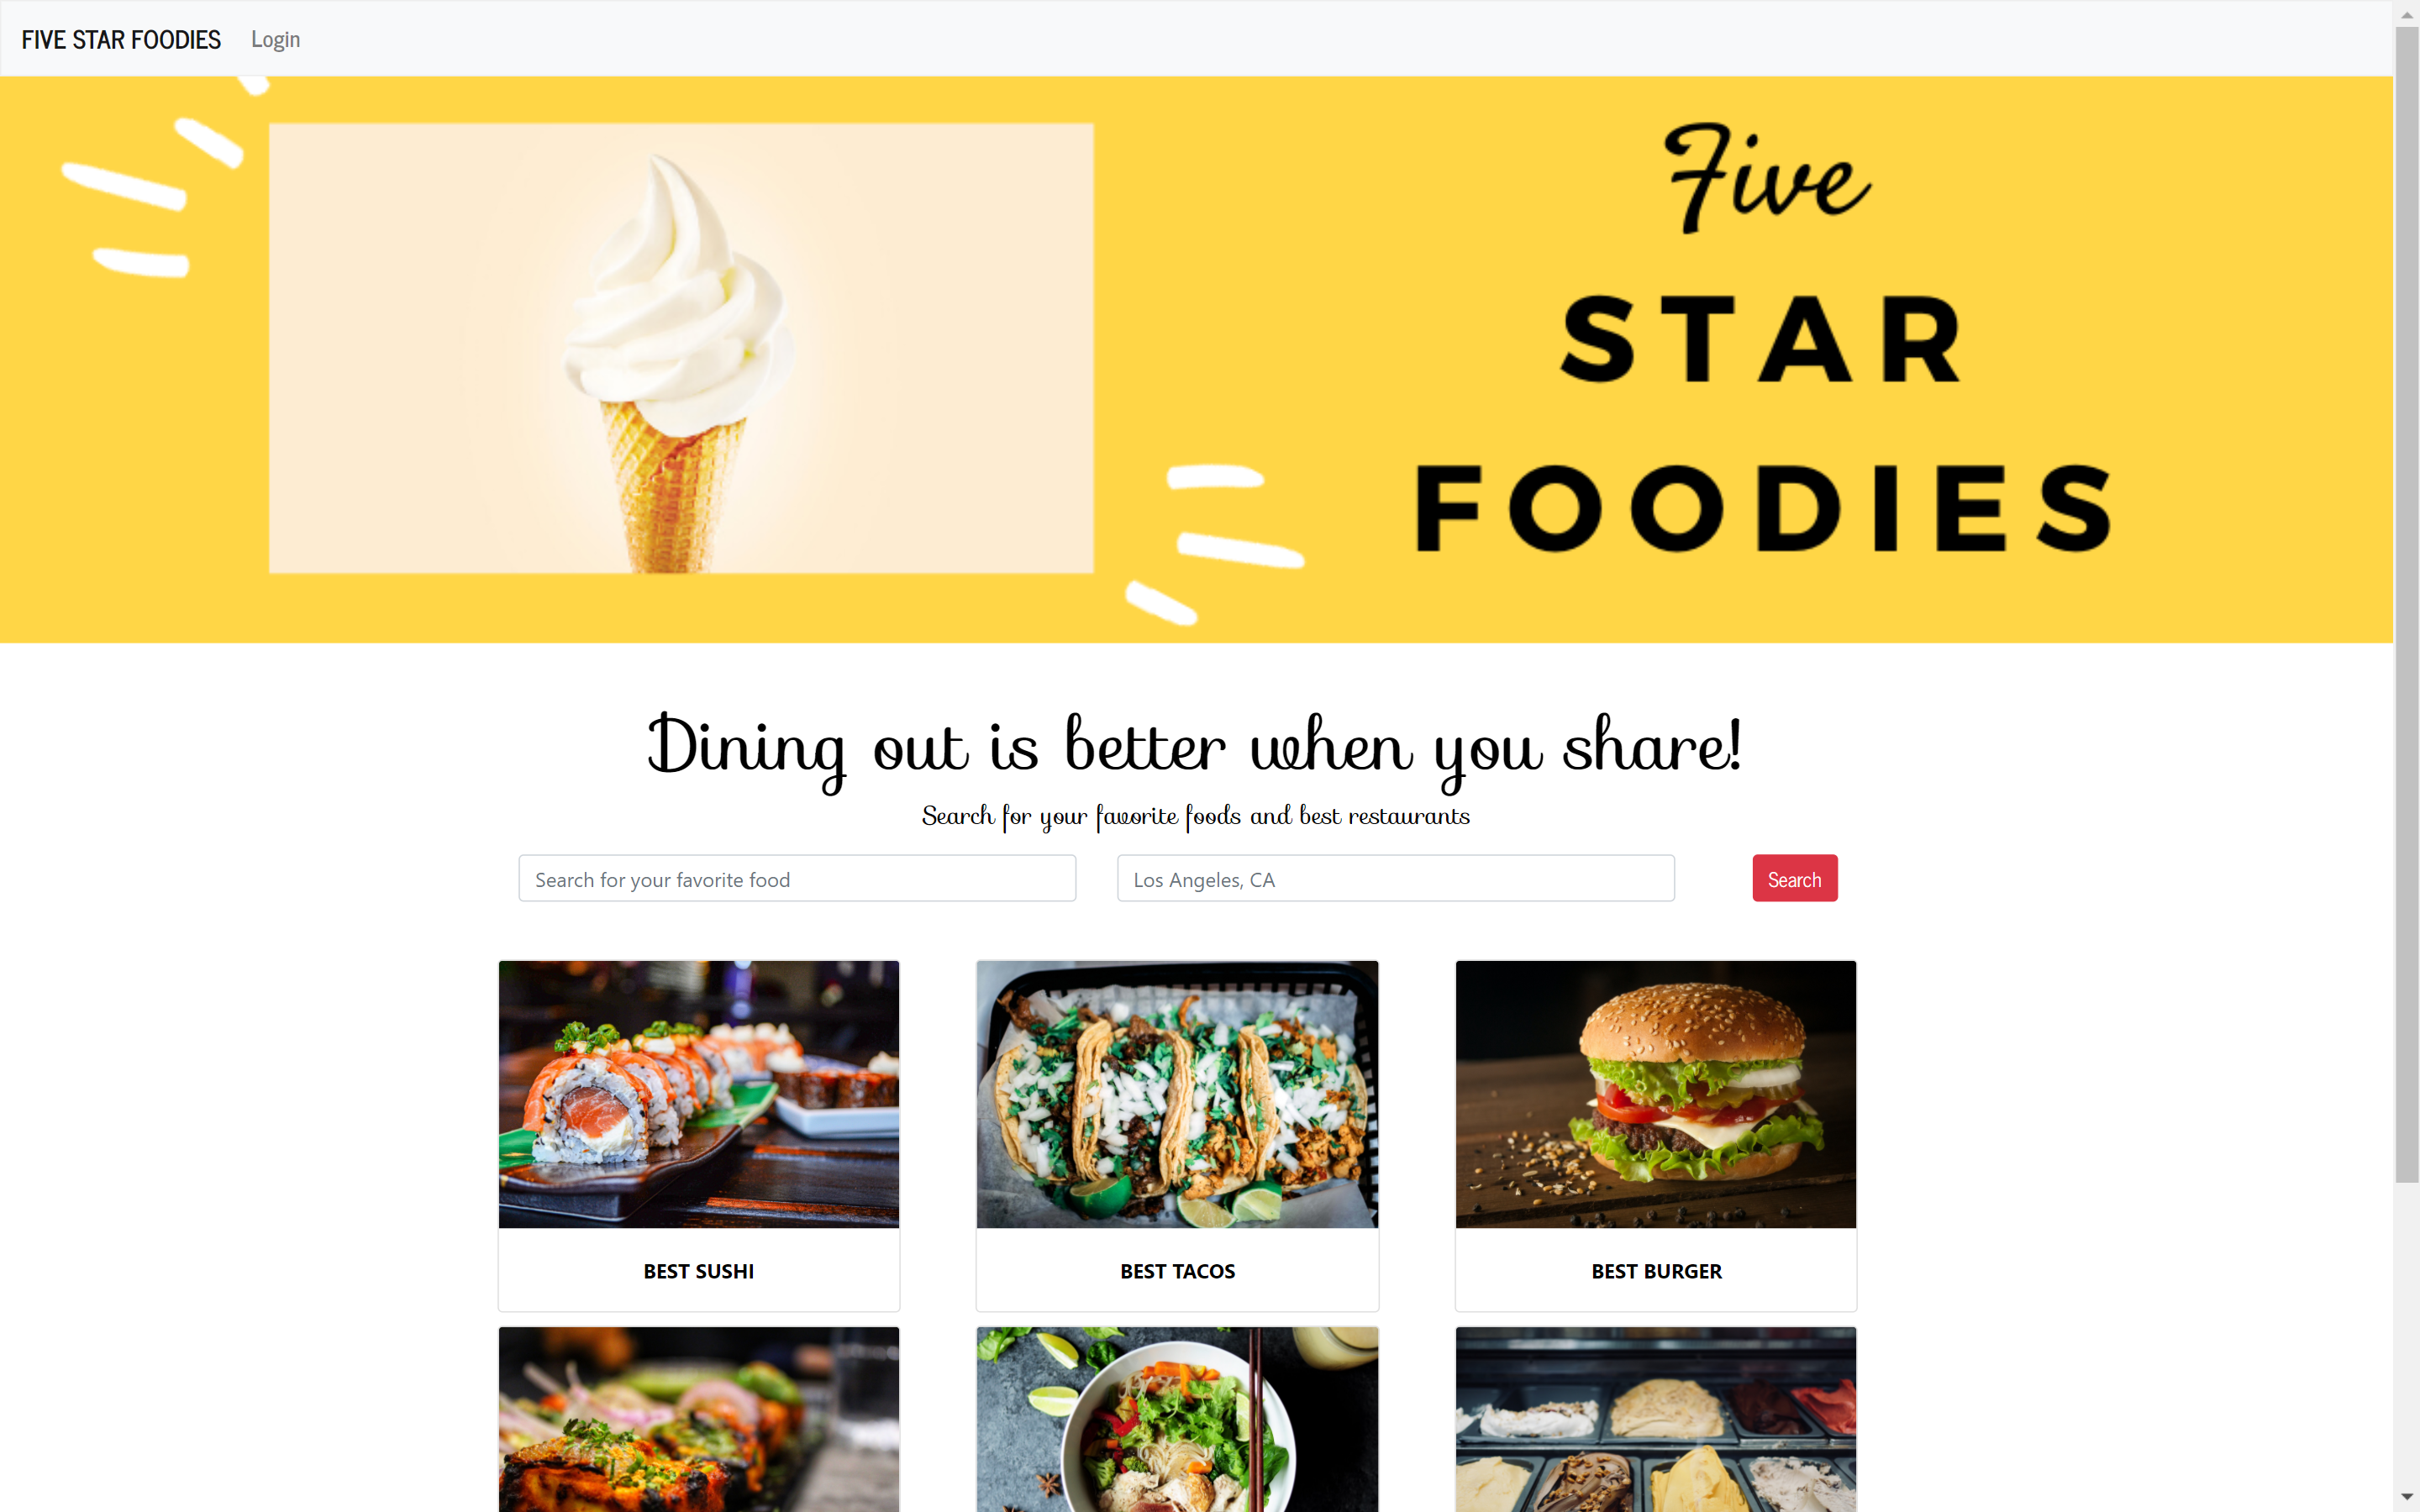 FIVE STAR FOODIES Login
Five
STAR
FOODIES
Dining out is better when you share!
Search for your favorite foods and best restaurants
Search for your favorite food Los Angeles, CA Search
BEST SUSHI BEST TACOS BEST BURGER